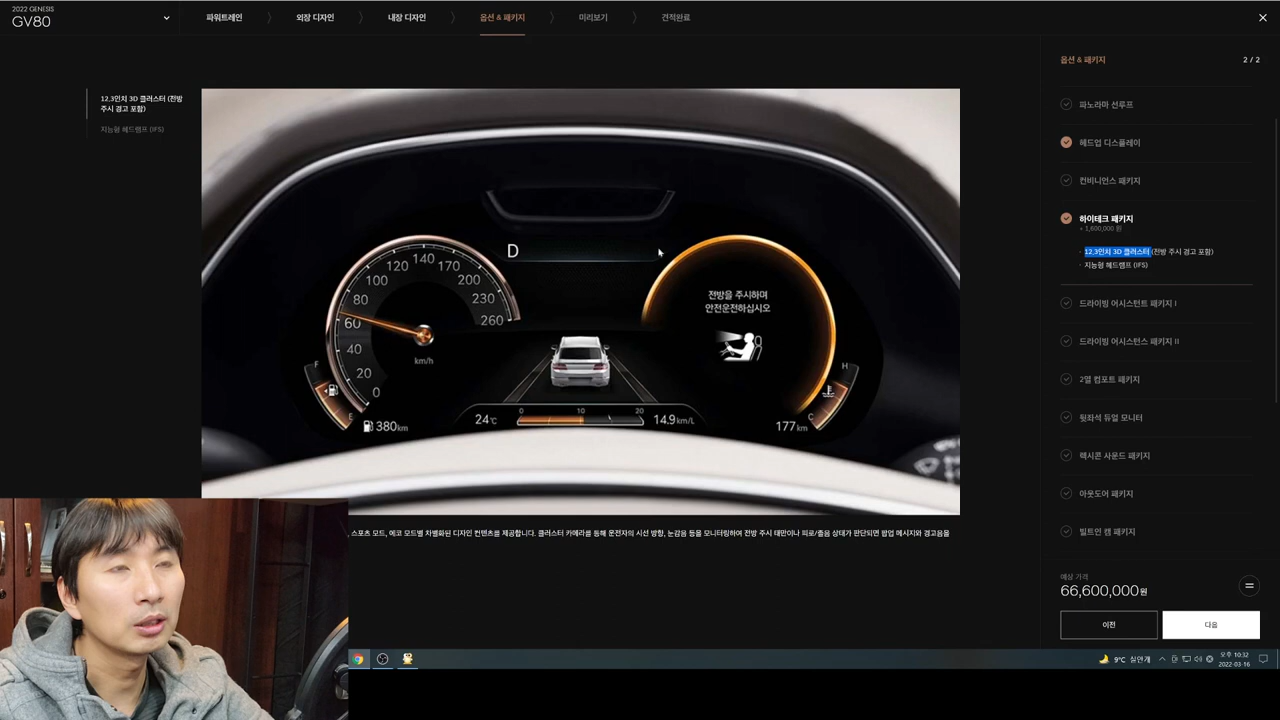 2022 GENESIS
GV80
파워트레인
외장 디자인
내장 디자인
옵션 & 패키지
미리보기
견적완료
12.3인치 3D 클러스터 (전방
주시 경고 포함)
지능형 헤드램프 (IFS)
D
0
20
40
60
80
100
120
140
170
200
230
260
km/h
전방을 주시하며
안전운전하십시오
F
E
H
C
380km
24℃
0 10 20
14.9km/L
177km
스포츠 모드, 에코 모드별 차별화된 디자인 컨텐츠를 제공합니다. 클러스터 카메라를 통해 운전자의 시선 방향, 눈감음 등을 모니터링하여 전방 주시 태만이나 피로/졸음 상태가 판단되면 팝업 메시지와 경고음을
옵션 & 패키지
2 / 2
파노라마 선루프
헤드업 디스플레이
컨비니언스 패키지
하이테크 패키지
+ 1,600,000 원
· 12.3인치 3D 클러스터 (전방 주시 경고 포함)
· 지능형 헤드램프 (IFS)
드라이빙 어시스턴트 패키지 I
드라이빙 어시스턴스 패키지 II
2열 컴포트 패키지
뒷좌석 듀얼 모니터
렉시콘 사운드 패키지
아웃도어 패키지
빌트인 캠 패키지
예상 가격
66,600,000원
이전
다음
9℃ 실안개
오후 10:32
2022-03-16